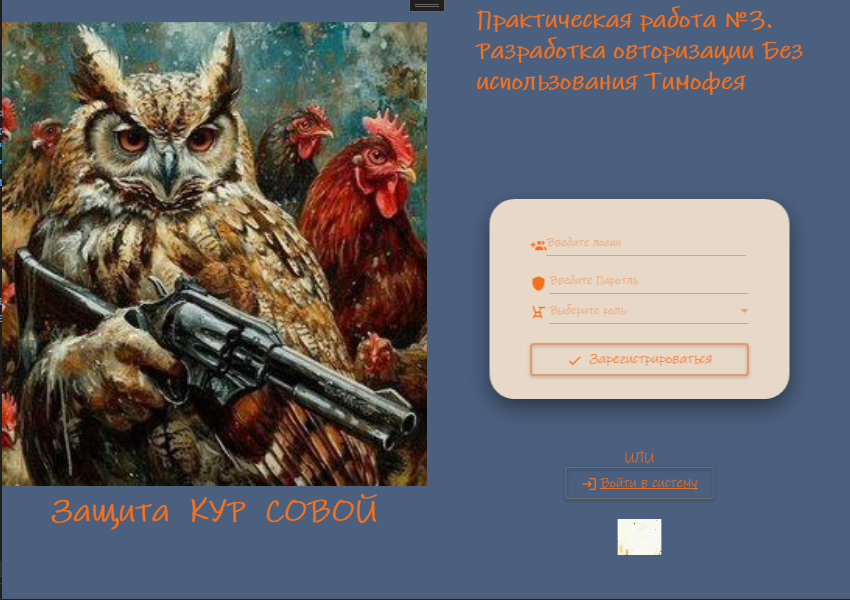 Практическая работа №3.
Разработка овторизации Без
использования Тимофея
Введите логин
Введите Паротль
Выберите роль
Зарегистрироваться
ИЛИ
Войти в систему
Защита КУР СОВОЙ